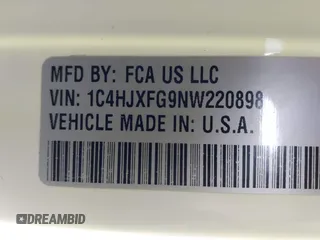 MFD BY: FCA US LLC
VIN: 1C4HJXFG9NW220898
VEHICLE MADE IN: U.S.A.
DREAMBID